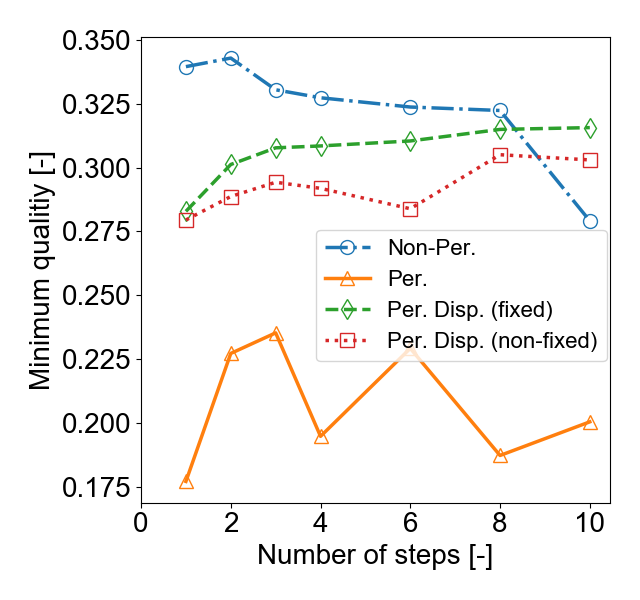 0.350
0.325
0.300
0.275
0.250
0.225
0.200
0.175
Minimum qualitiy [-]
Non-Per.
Per.
Per. Disp. (fixed)
Per. Disp. (non-fixed)
0 2 4 6 8 10
Number of steps [-]